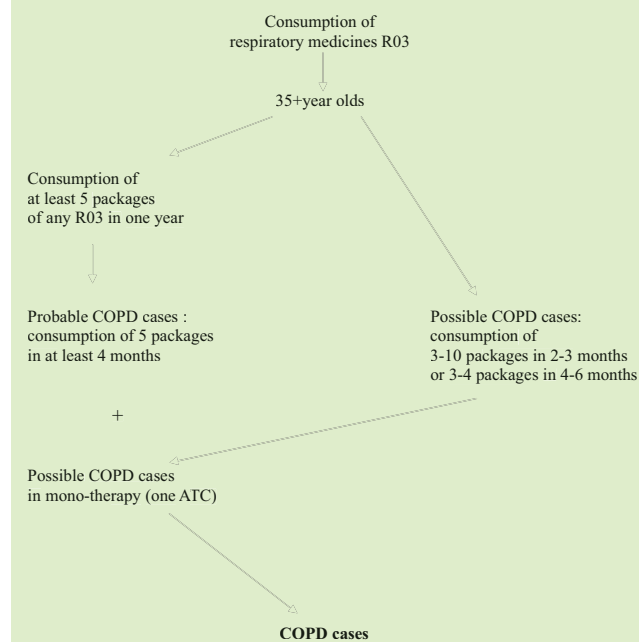 Consumption of
respiratory medicines R03
35+year olds
Consumption of
at least 5 packages
of any R03 in one year
Probable COPD cases :
consumption of 5 packages
in at least 4 months
Possible COPD cases:
consumption of
3-10 packages in 2-3 months
or 3-4 packages in 4-6 months
+
Possible COPD cases
in mono-therapy (one ATC)
COPD cases